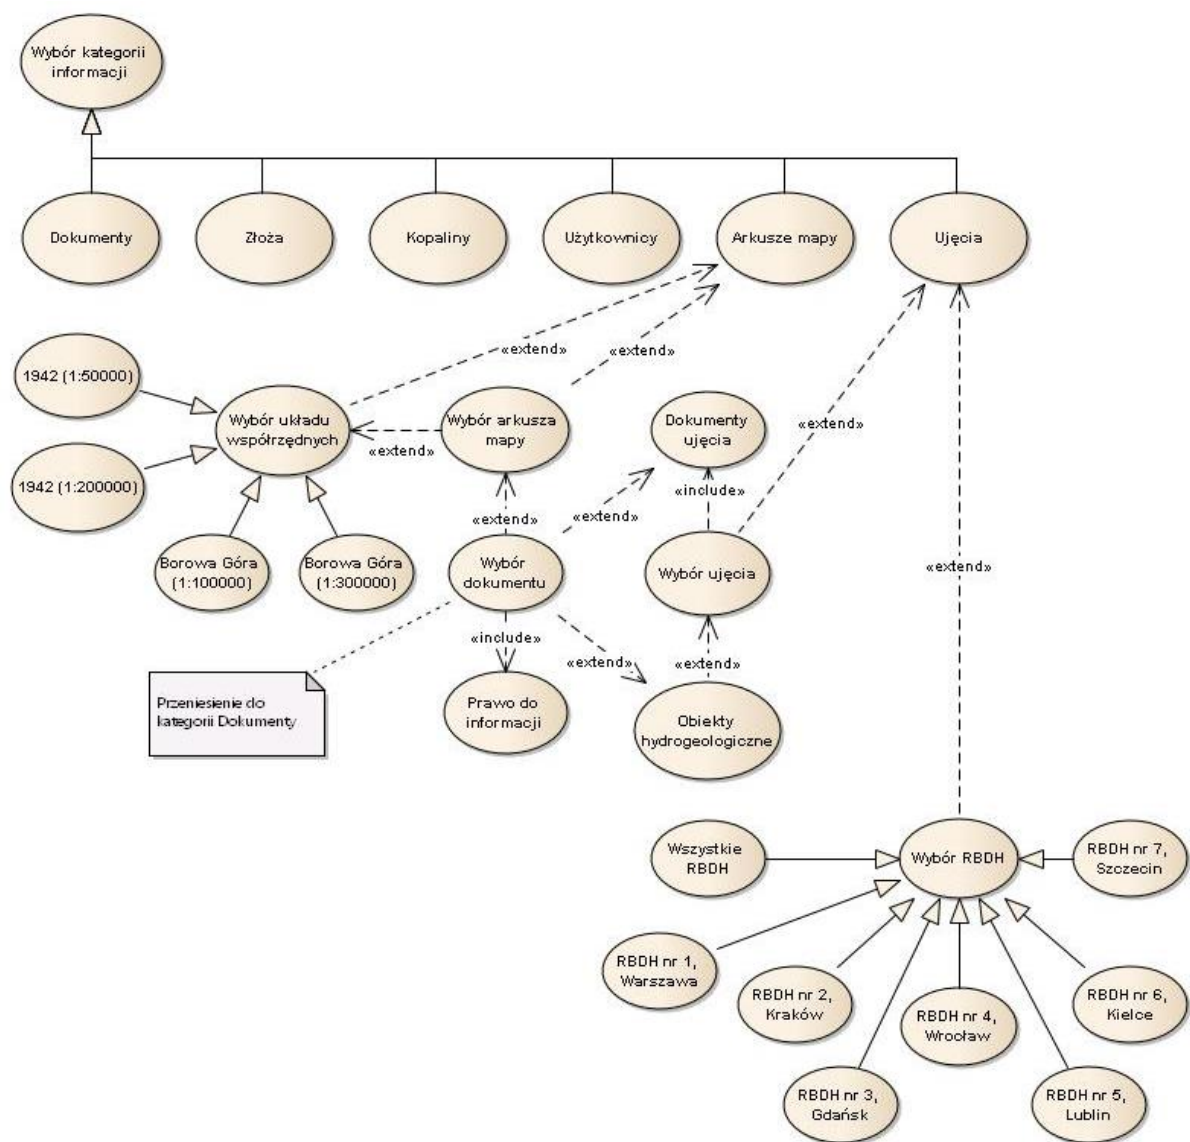 Wybór kategorii
informacji
Dokumenty
Złoża
Kopaliny
Użytkownicy
Arkusze mapy
Ujęcia
«extend»
«extend»
1942 (1:50000)
Wybór układu
współrzędnych
Wybór arkusza
mapy
Dokumenty
ujęcia
«extend»
«extend»
1942 (1:200000)
«include»
«extend»
«extend»
Borowa Góra
(1:100000)
Borowa Góra
(1:300000)
Wybór
dokumentu
Wybór ujęcia
«extend»
«include»
«extend»
«extend»
Przeniesienie do
kategorii Dokumenty
Prawo do
informacji
Obiekty
hydrogeologiczne
Wszystkie
RBDH
Wybór RBDH
RBDH nr 7,
Szczecin
RBDH nr 1,
Warszawa
RBDH nr 2,
Kraków
RBDH nr 4,
Wrocław
RBDH nr 6,
Kielce
RBDH nr 3,
Gdańsk
RBDH nr 5,
Lublin